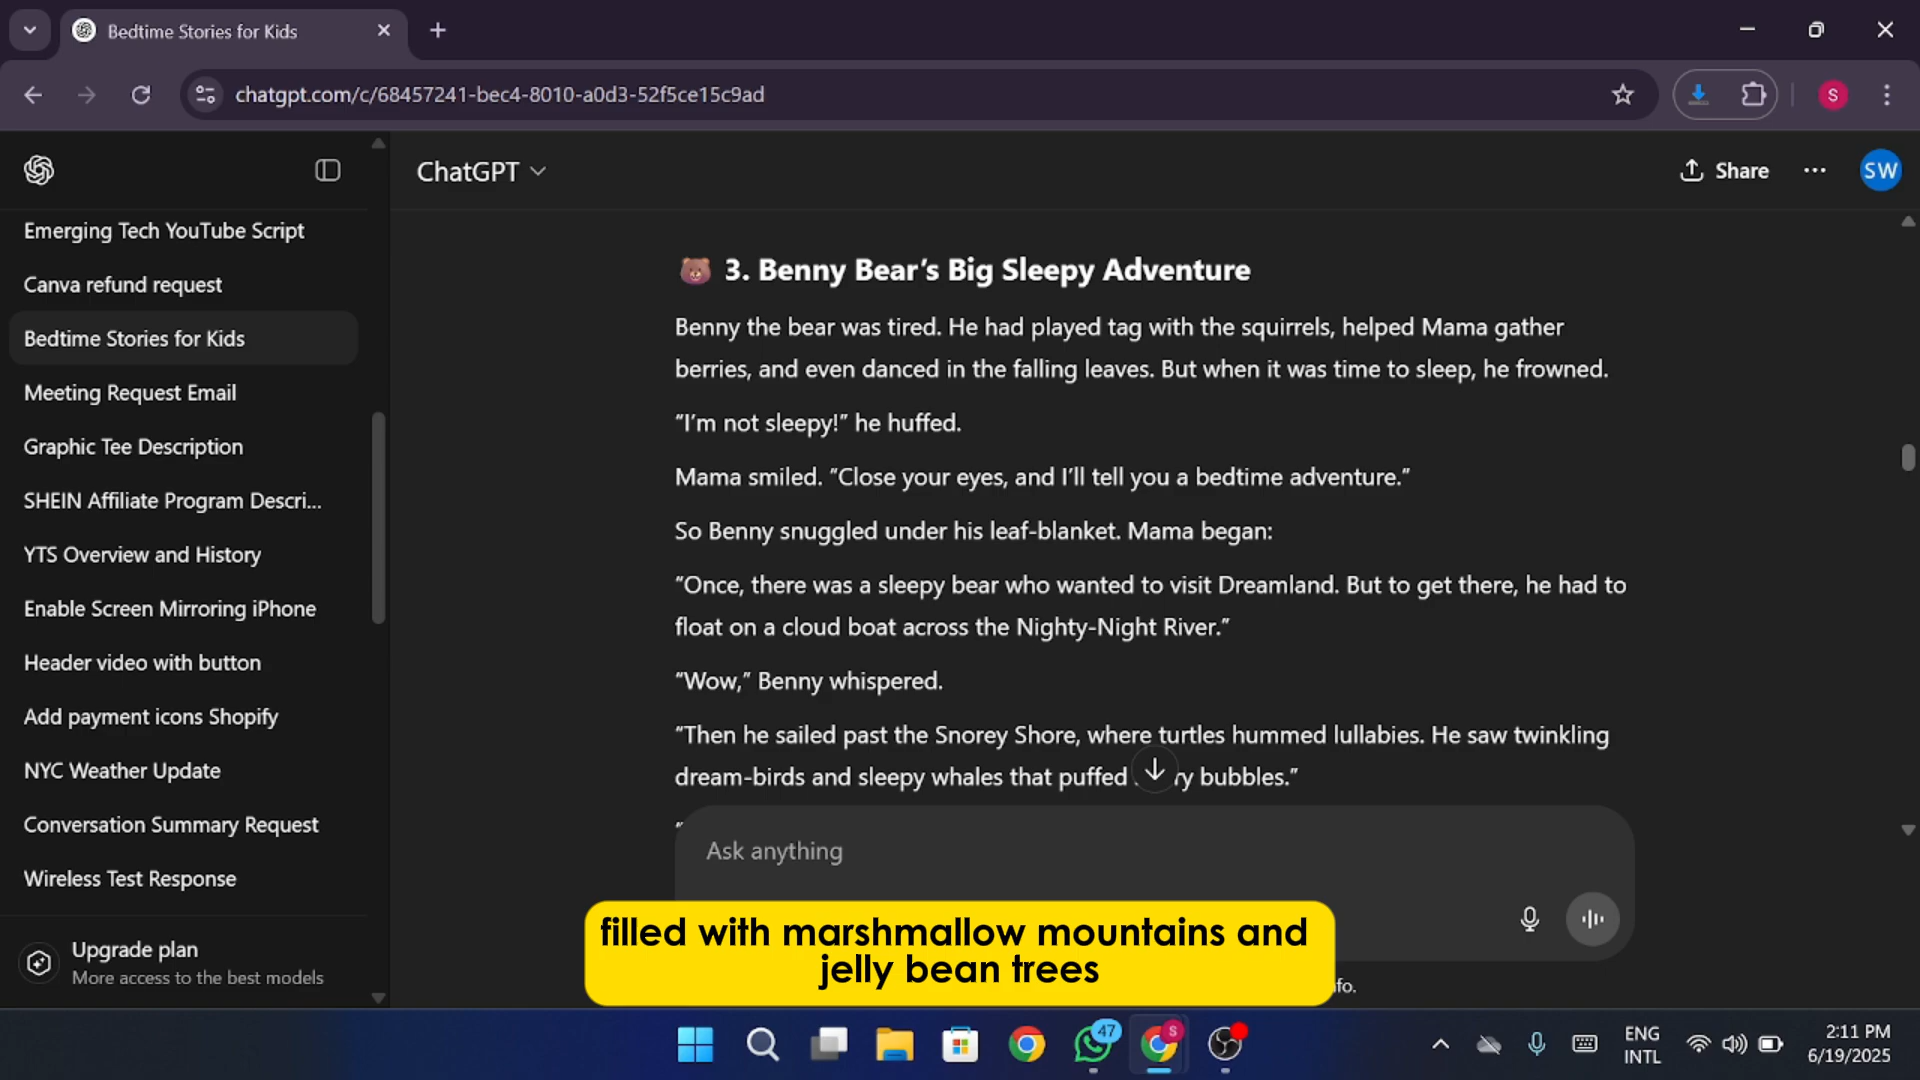 Bedtime Stories for Kids
chatgpt.com/c/68457241-bec4-8010-a0d3-52f5ce15c9ad
S
ChatGPT
Share
SW
Emerging Tech YouTube Script
Canva refund request
Bedtime Stories for Kids
Meeting Request Email
Graphic Tee Description
SHEIN Affiliate Program Descri...
YTS Overview and History
Enable Screen Mirroring iPhone
Header video with button
Add payment icons Shopify
NYC Weather Update
Conversation Summary Request
Wireless Test Response
Upgrade plan
More access to the best models
3. Benny Bear’s Big Sleepy Adventure
Benny the bear was tired. He had played tag with the squirrels, helped Mama gather
berries, and even danced in the falling leaves. But when it was time to sleep, he frowned.
“I’m not sleepy!” he huffed.
Mama smiled. “Close your eyes, and I’ll tell you a bedtime adventure.”
So Benny snuggled under his leaf-blanket. Mama began:
“Once, there was a sleepy bear who wanted to visit Dreamland. But to get there, he had to
float on a cloud boat across the Nighty-Night River.”
“Wow,” Benny whispered.
“Then he sailed past the Snorey Shore, where turtles hummed lullabies. He saw twinkling
dream-birds and sleepy whales that puffed bubbles.”
Ask anything
filled with marshmallow mountains and
jelly bean trees
47
S
ENG
INTL
2:11 PM
6/19/2025